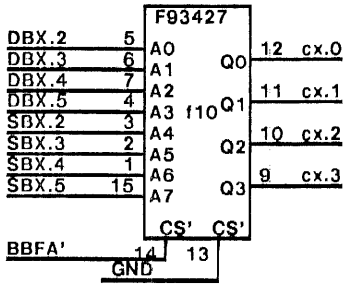 F93427
DBX.2 5 A0
DBX.3 6 A1
DBX.4 7 A2
DBX.5 4 A3
SBX.2 3 A4
SBX.3 2 A5
SBX.4 1 A6
SBX.5 15 A7
f10
Q0 12 cx.0
Q1 11 cx.1
Q2 10 cx.2
Q3 9 cx.3
CS' CS'
BBFA' 14 13
GND